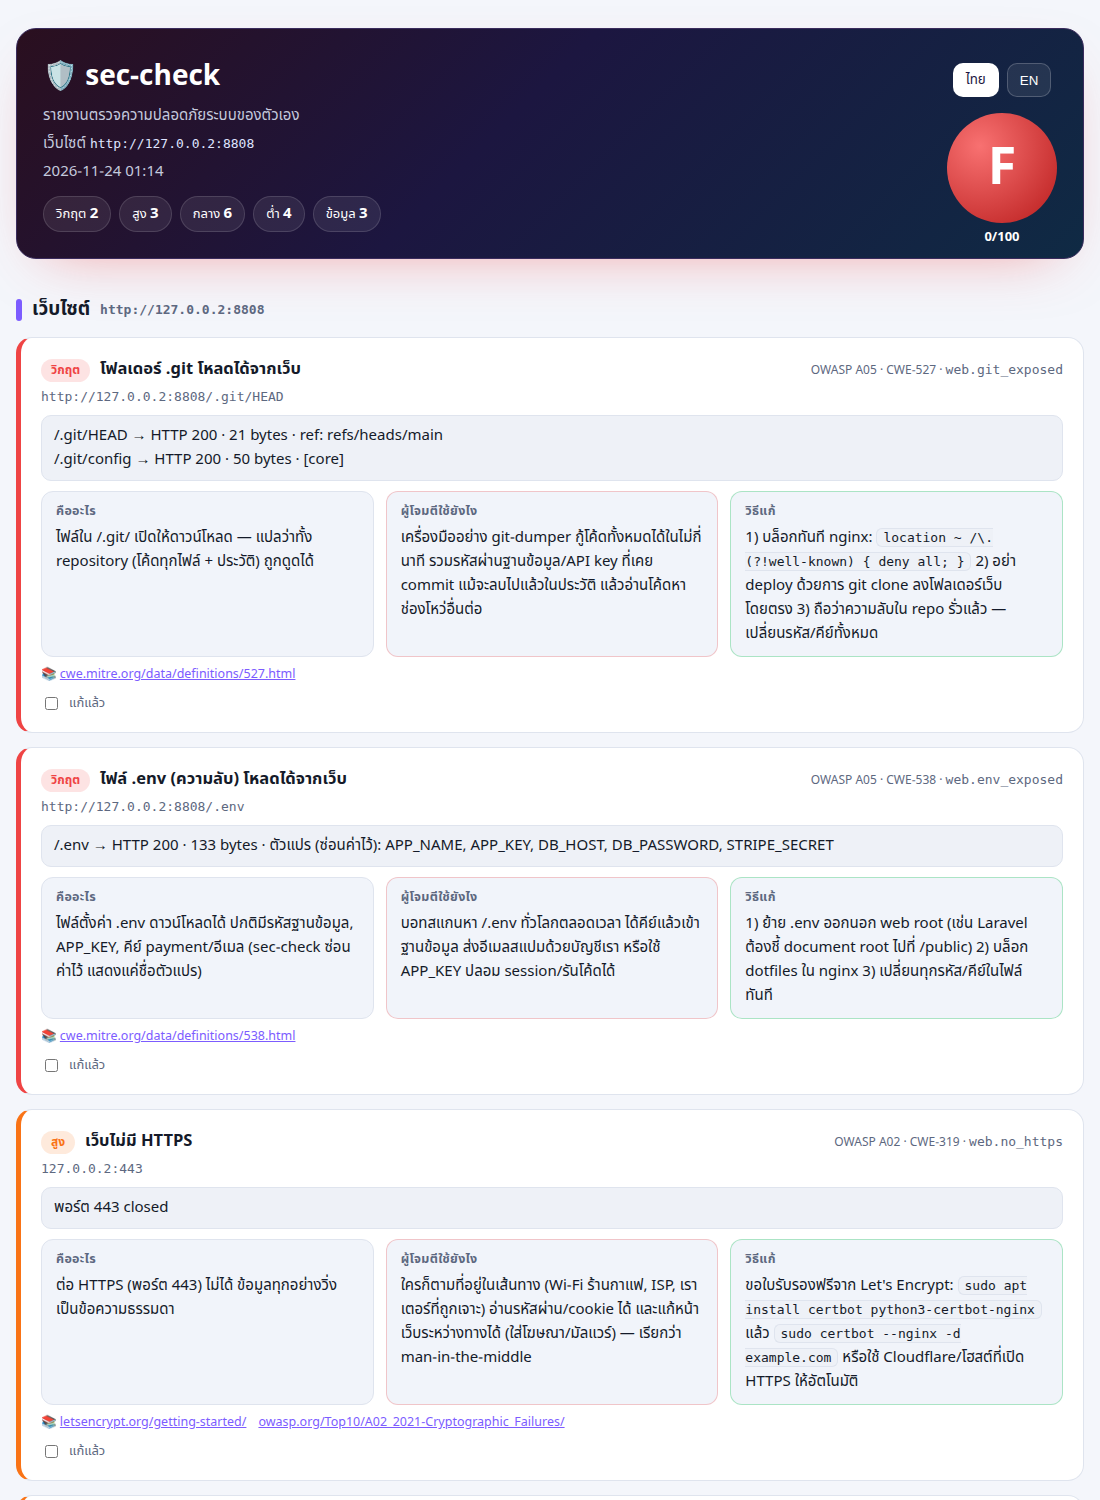 sec-check
ไทย
EN
รายงานตรวจความปลอดภัยระบบของตัวเอง
เว็บไซต์ http://127.0.0.2:8808
2026-11-24 01:14
วิกฤต 2
สูง 3
กลาง 6
ต่ำ 4
ข้อมูล 3
F
0/100
เว็บไซต์ http://127.0.0.2:8808
วิกฤต โฟลเดอร์ .git โหลดได้จากเว็บ
OWASP A05 · CWE-527 · web.git_exposed
http://127.0.0.2:8808/.git/HEAD
/.git/HEAD → HTTP 200 · 21 bytes · ref: refs/heads/main
/.git/config → HTTP 200 · 50 bytes · [core]
คืออะไร
ไฟล์ใน /.git/ เปิดให้ดาวน์โหลด — แปลว่าทั้ง
repository (โค้ดทุกไฟล์ + ประวัติ) ถูกดูดได้
ผู้โจมตีใช้ยังไง
เครื่องมืออย่าง git-dumper กู้โค้ดทั้งหมดได้ในไม่กี่
นาที รวมรหัสผ่านฐานข้อมูล/API key ที่เคย
commit แม้จะลบไปแล้วในประวัติ แล้วอ่านโค้ดหา
ช่องโหว่อื่นต่อ
วิธีแก้
1) บล็อกทันที nginx: location ~ /\.
(?!well-known) { deny all; } 2) อย่า
deploy ด้วยการ git clone ลงโฟลเดอร์เว็บ
โดยตรง 3) ถือว่าความลับใน repo รั่วแล้ว —
เปลี่ยนรหัส/คีย์ทั้งหมด
cwe.mitre.org/data/definitions/527.html
แก้แล้ว
วิกฤต ไฟล์ .env (ความลับ) โหลดได้จากเว็บ
OWASP A05 · CWE-538 · web.env_exposed
http://127.0.0.2:8808/.env
/.env → HTTP 200 · 133 bytes · ตัวแปร (ซ่อนค่าไว้): APP_NAME, APP_KEY, DB_HOST, DB_PASSWORD, STRIPE_SECRET
คืออะไร
ไฟล์ตั้งค่า .env ดาวน์โหลดได้ ปกติมีรหัสฐานข้อมูล,
APP_KEY, คีย์ payment/อีเมล (sec-check ซ่อน
ค่าไว้ แสดงแค่ชื่อตัวแปร)
ผู้โจมตีใช้ยังไง
บอทสแกนหา /.env ทั่วโลกตลอดเวลา ได้คีย์แล้วเข้า
ฐานข้อมูล ส่งอีเมลสแปมด้วยบัญชีเรา หรือใช้
APP_KEY ปลอม session/รันโค้ดได้
วิธีแก้
1) ย้าย .env ออกนอก web root (เช่น Laravel
ต้องชี้ document root ไปที่ /public) 2) บล็อก
dotfiles ใน nginx 3) เปลี่ยนทุกรหัส/คีย์ในไฟล์
ทันที
cwe.mitre.org/data/definitions/538.html
แก้แล้ว
สูง เว็บไม่มี HTTPS
OWASP A02 · CWE-319 · web.no_https
127.0.0.2:443
พอร์ต 443 closed
คืออะไร
ต่อ HTTPS (พอร์ต 443) ไม่ได้ ข้อมูลทุกอย่างวิ่ง
เป็นข้อความธรรมดา
ผู้โจมตีใช้ยังไง
ใครก็ตามที่อยู่ในเส้นทาง (Wi-Fi ร้านกาแฟ, ISP, เรา
เตอร์ที่ถูกเจาะ) อ่านรหัสผ่าน/cookie ได้ และแก้หน้า
เว็บระหว่างทางได้ (ใส่โฆษณา/มัลแวร์) — เรียกว่า
man-in-the-middle
วิธีแก้
ขอใบรับรองฟรีจาก Let's Encrypt: sudo apt
install certbot python3-certbot-nginx
แล้ว sudo certbot --nginx -d
example.com หรือใช้ Cloudflare/โฮสต์ที่เปิด
HTTPS ให้อัตโนมัติ
letsencrypt.org/getting-started/ owasp.org/Top10/A02_2021-Cryptographic_Failures/
แก้แล้ว